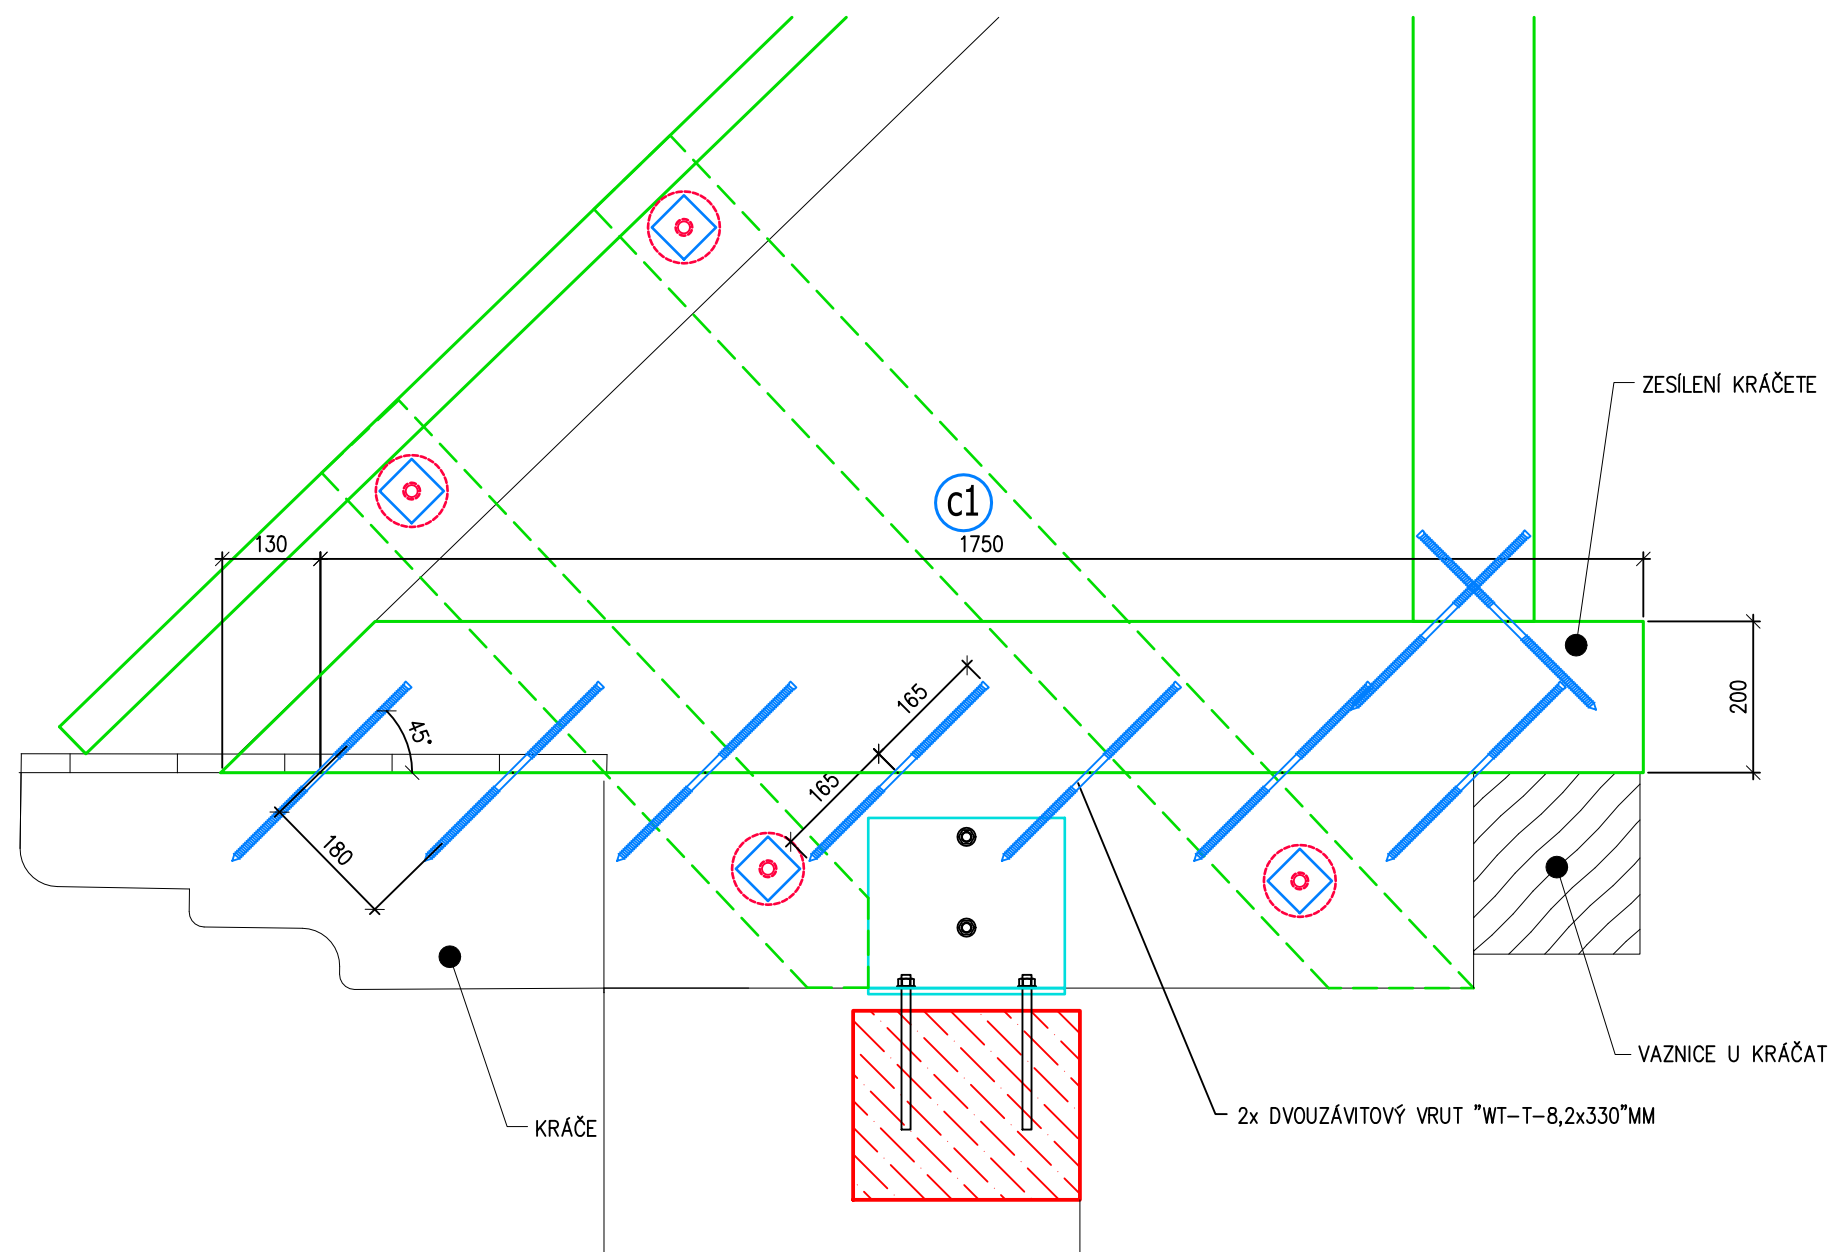 ZESÍLENÍ KRÁČETE
c1
130
1750
165
200
45°
165
180
VAZNICE U KRÁČAT
2x DVOUZÁVITOVÝ VRUT "WT-T-8,2x330"MM
KRÁČE